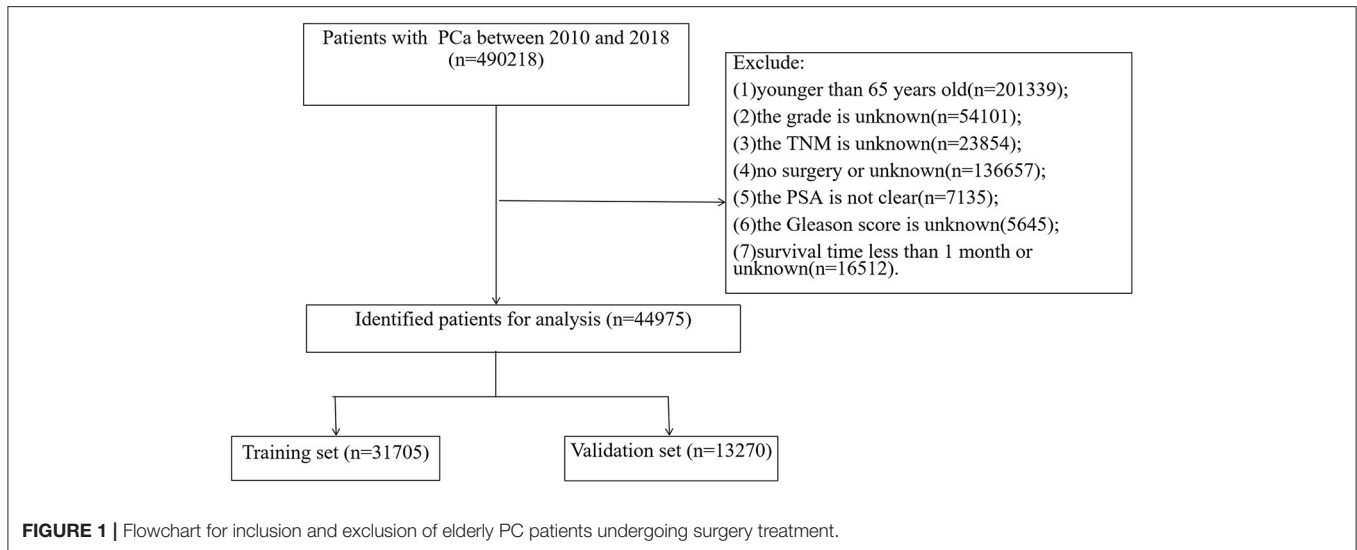 Patients with PCa between 2010 and 2018
(n=490218)
Exclude:
(1)younger than 65 years old(n=201339);
(2)the grade is unknown(n=54101);
(3)the TNM is unknown(n=23854);
(4)no surgery or unknown(n=136657);
(5)the PSA is not clear(n=7135);
(6)the Gleason score is unknown(5645);
(7)survival time less than 1 month or
unknown(n=16512).
Identified patients for analysis (n=44975)
Training set (n=31705)
Validation set (n=13270)
FIGURE 1 | Flowchart for inclusion and exclusion of elderly PC patients undergoing surgery treatment.